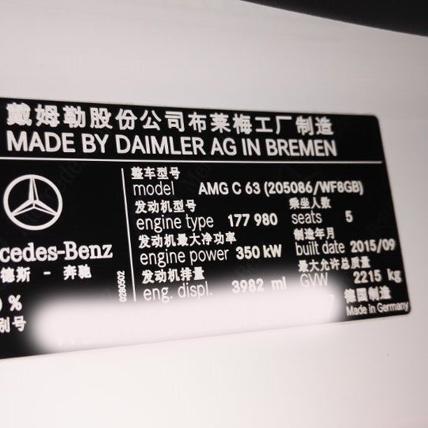 戴姆勒股份公司布莱梅工厂制造
MADE BY DAIMLER AG IN BREMEN
整车型号
model AMG C 63 (205086/WF8GB)
发动机型号 乘坐人数
engine type 177 980 seats 5
发动机最大净功率 制造年月
engine power 350 kW built date 2015/09
发动机排量 最大允许总质量
eng. displ. 3982 ml GVW 2215 kg
cedes-Benz
德斯-奔驰
德国制造
Made in Germany
%
别号